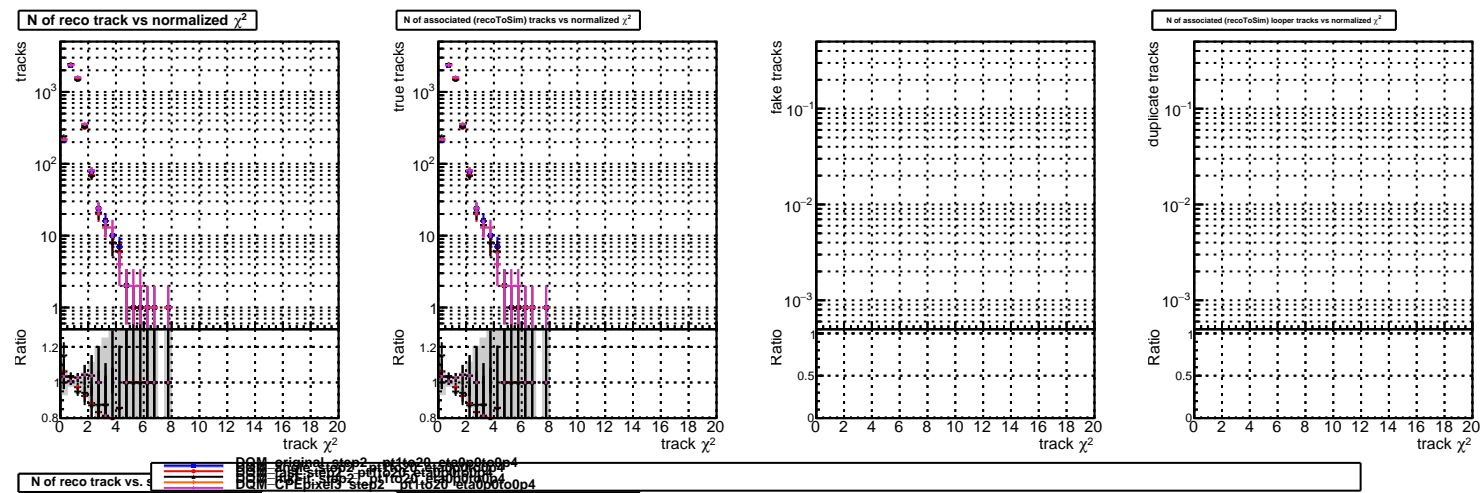 N of reco track vs normalized χ²
N of associated (recoToSim) tracks vs normalized χ²
N of associated (recoToSim) looper tracks vs normalized χ²
tracks
10³
10²
10
1
Ratio
1.2
1
0.8
0 2 4 6 8 10 12 14 16 18 20
track χ²
true tracks
10³
10²
10
1
Ratio
1.2
1
0.8
0 2 4 6 8 10 12 14 16 18 20
track χ²
fake tracks
10⁻¹
10⁻²
10⁻³
Ratio
1
0.5
0
0 2 4 6 8 10 12 14 16 18 20
track χ²
duplicate tracks
10⁻¹
10⁻²
10⁻³
Ratio
1
0.5
0
0 2 4 6 8 10 12 14 16 18 20
track χ²
N of reco track vs.
DQM_original_step2 pt1to20_eta0p0to0p4
DQM_CPEpixel3_step2 pt1to20_eta0p0to0p4